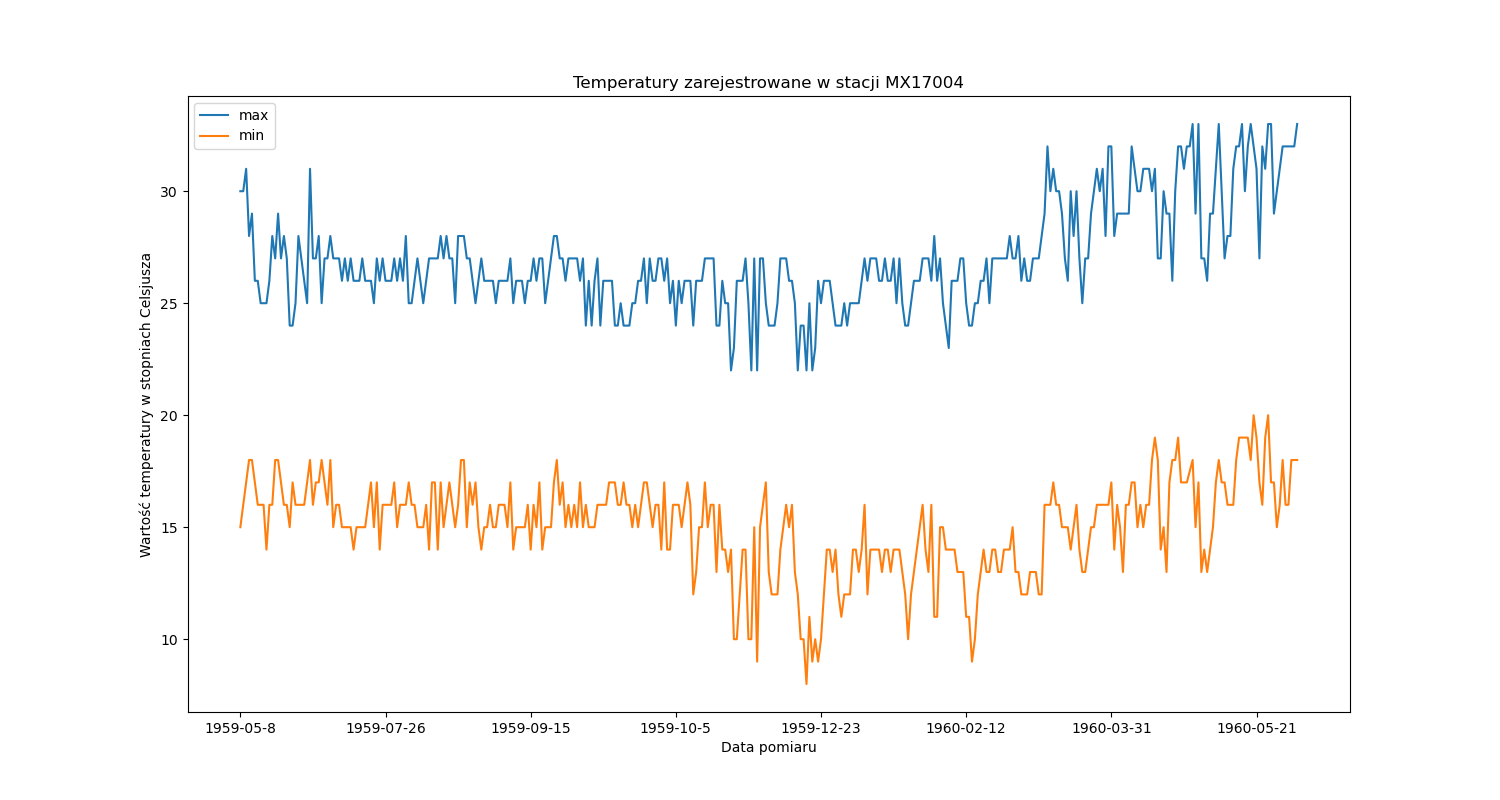 Temperatury zarejestrowane w stacji MX17004
max
min
Wartość temperatury w stopniach Celsjusza
30
25
20
15
10
1959-05-8 1959-07-26 1959-09-15 1959-10-5 1959-12-23 1960-02-12 1960-03-31 1960-05-21
Data pomiaru